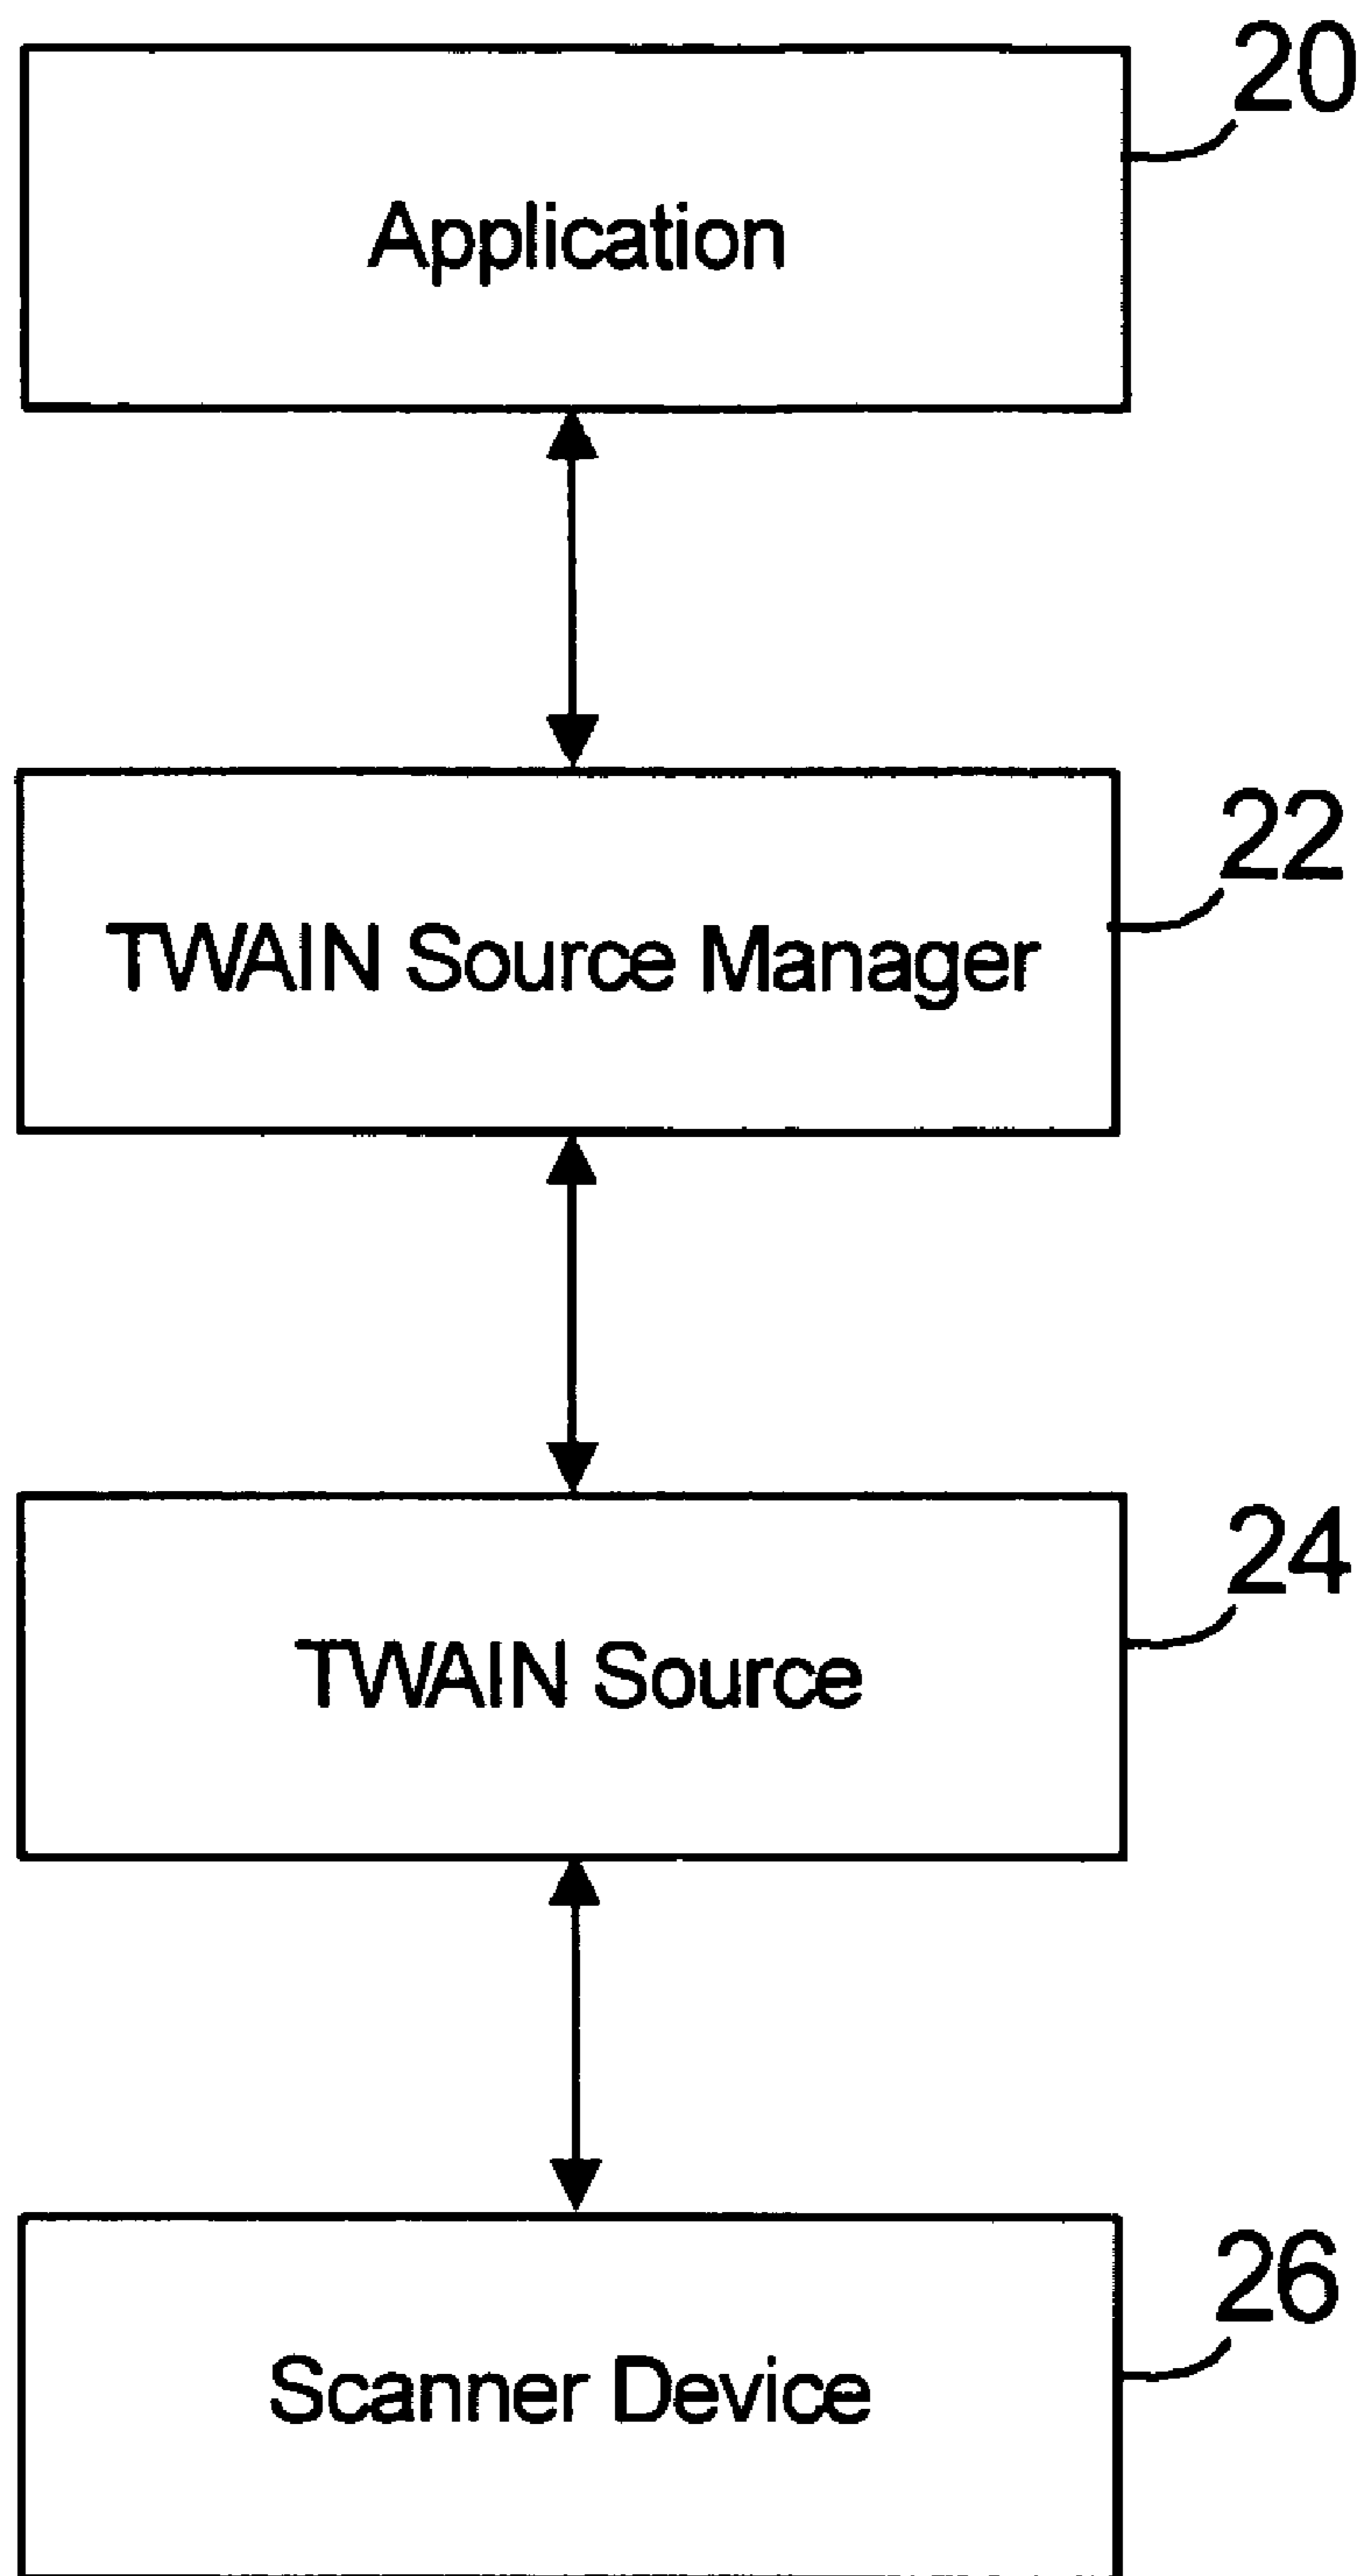 20
Application
22
TWAIN Source Manager
24
TWAIN Source
26
Scanner Device